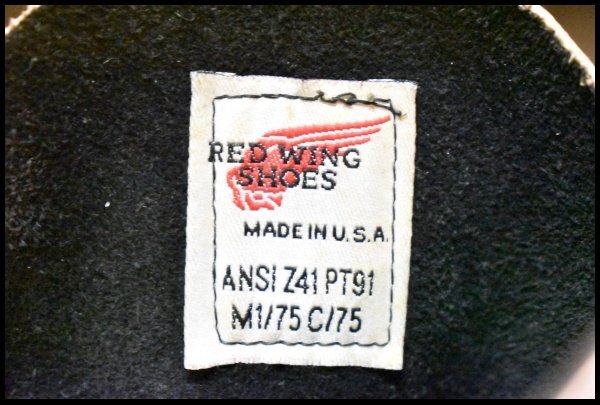 RED WING
SHOES
MADE IN U.S.A.
ANSI Z41 PT91
M1/75 C/75